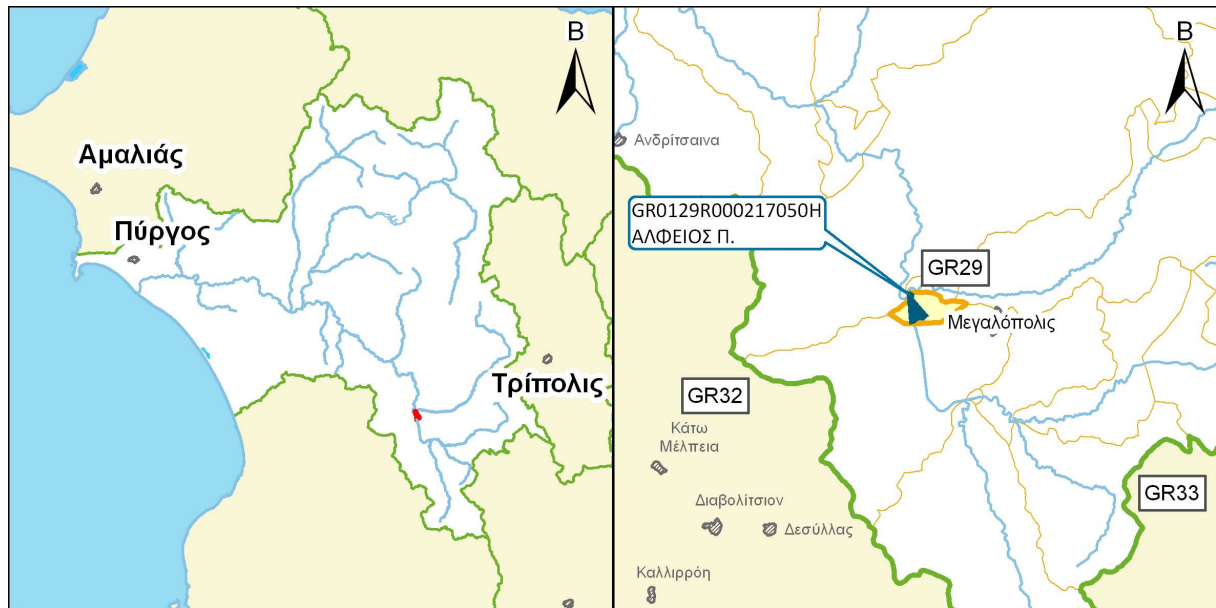 B
Αμαλιάς
Πύργος
Τρίπολις
B
Ανδρίτσαινα
GR0129R000217050H
ΑΛΦΕΙΟΣ Π.
GR29
Μεγαλόπολις
GR32
Κάτω
Μέλπεια
GR33
Διαβολίτσιον
Δεσύλλας
Καλλιρρόη